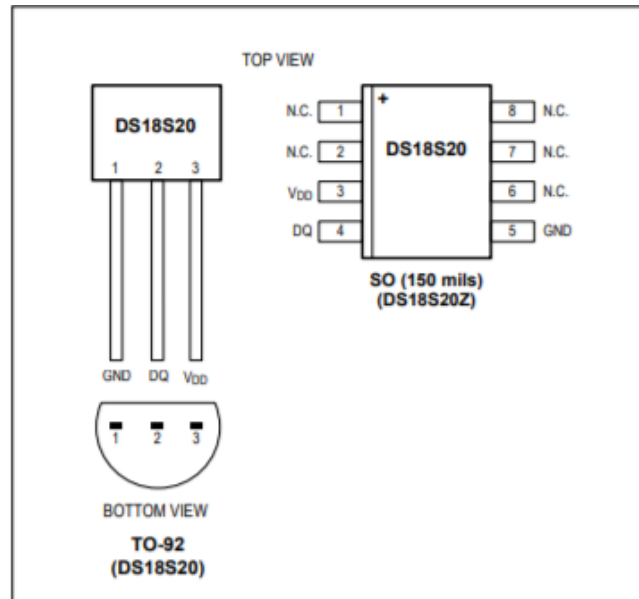 TOP VIEW
DS18S20
1 2 3
GND DQ VDD
1 2 3
BOTTOM VIEW
TO-92
(DS18S20)
+
DS18S20
N.C. 1 8 N.C.
N.C. 2 7 N.C.
VDD 3 6 N.C.
DQ 4 5 GND
SO (150 mils)
(DS18S20Z)